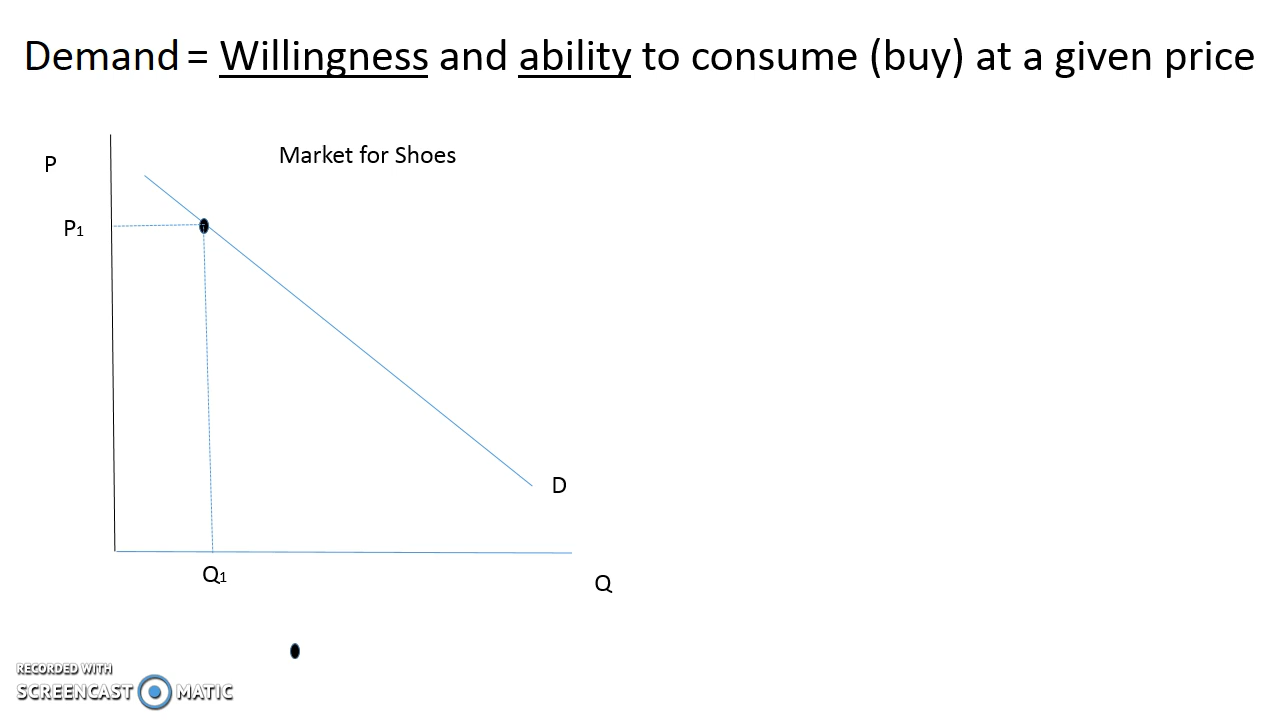 Demand = Willingness and ability to consume (buy) at a given price
Market for Shoes
P
P1
D
Q1
Q
RECORDED WITH
SCREENCAST MATIC